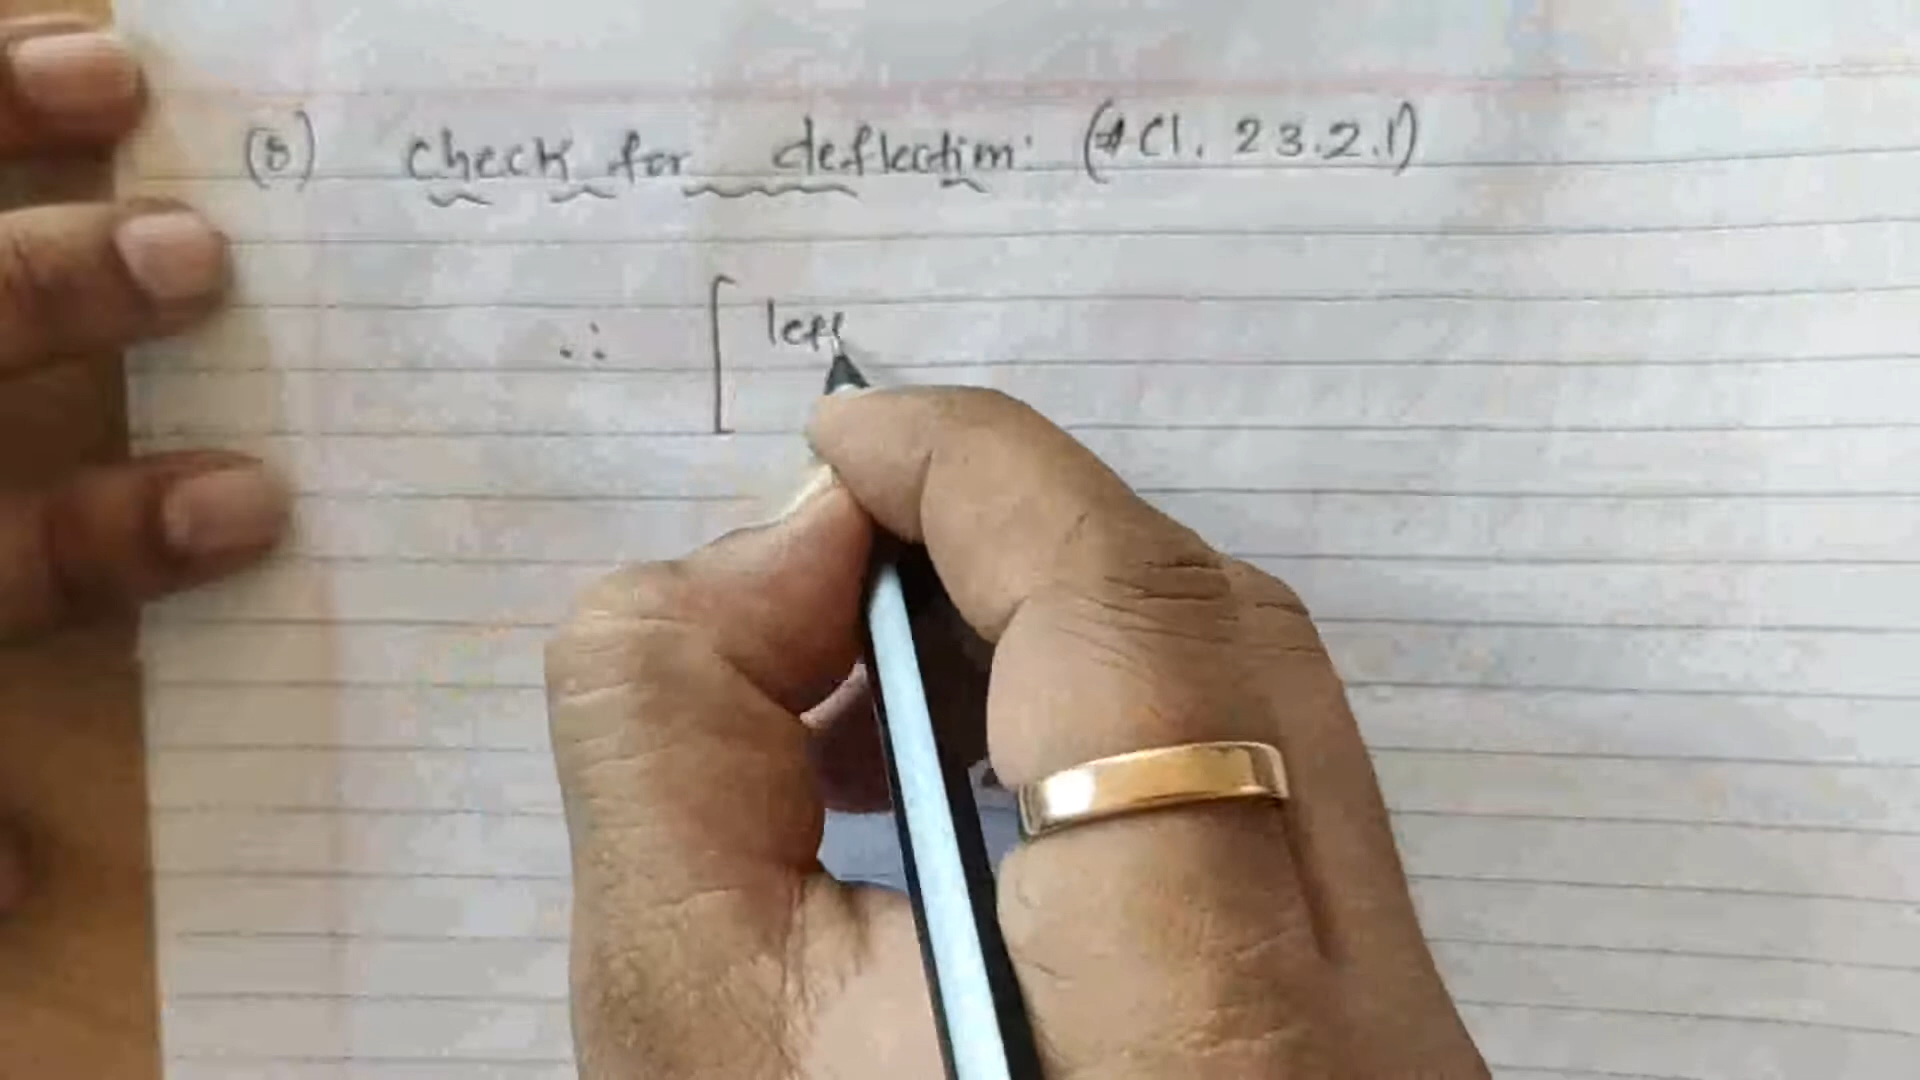 (8) Check for deflection: (# Cl. 23.2.1)
∴ [ leff